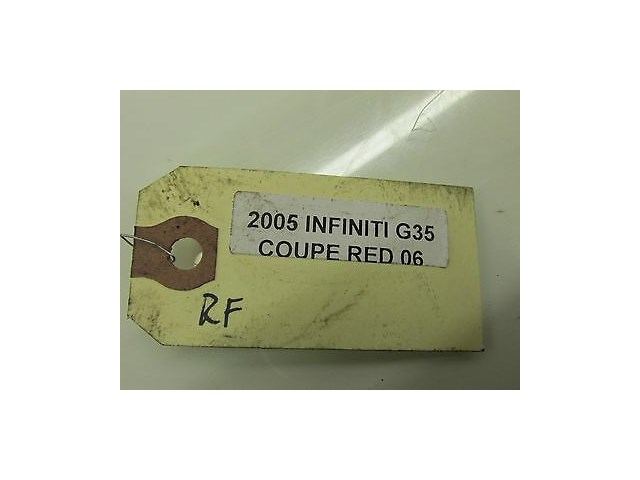 2005 INFINITI G35
COUPE RED 06
RF